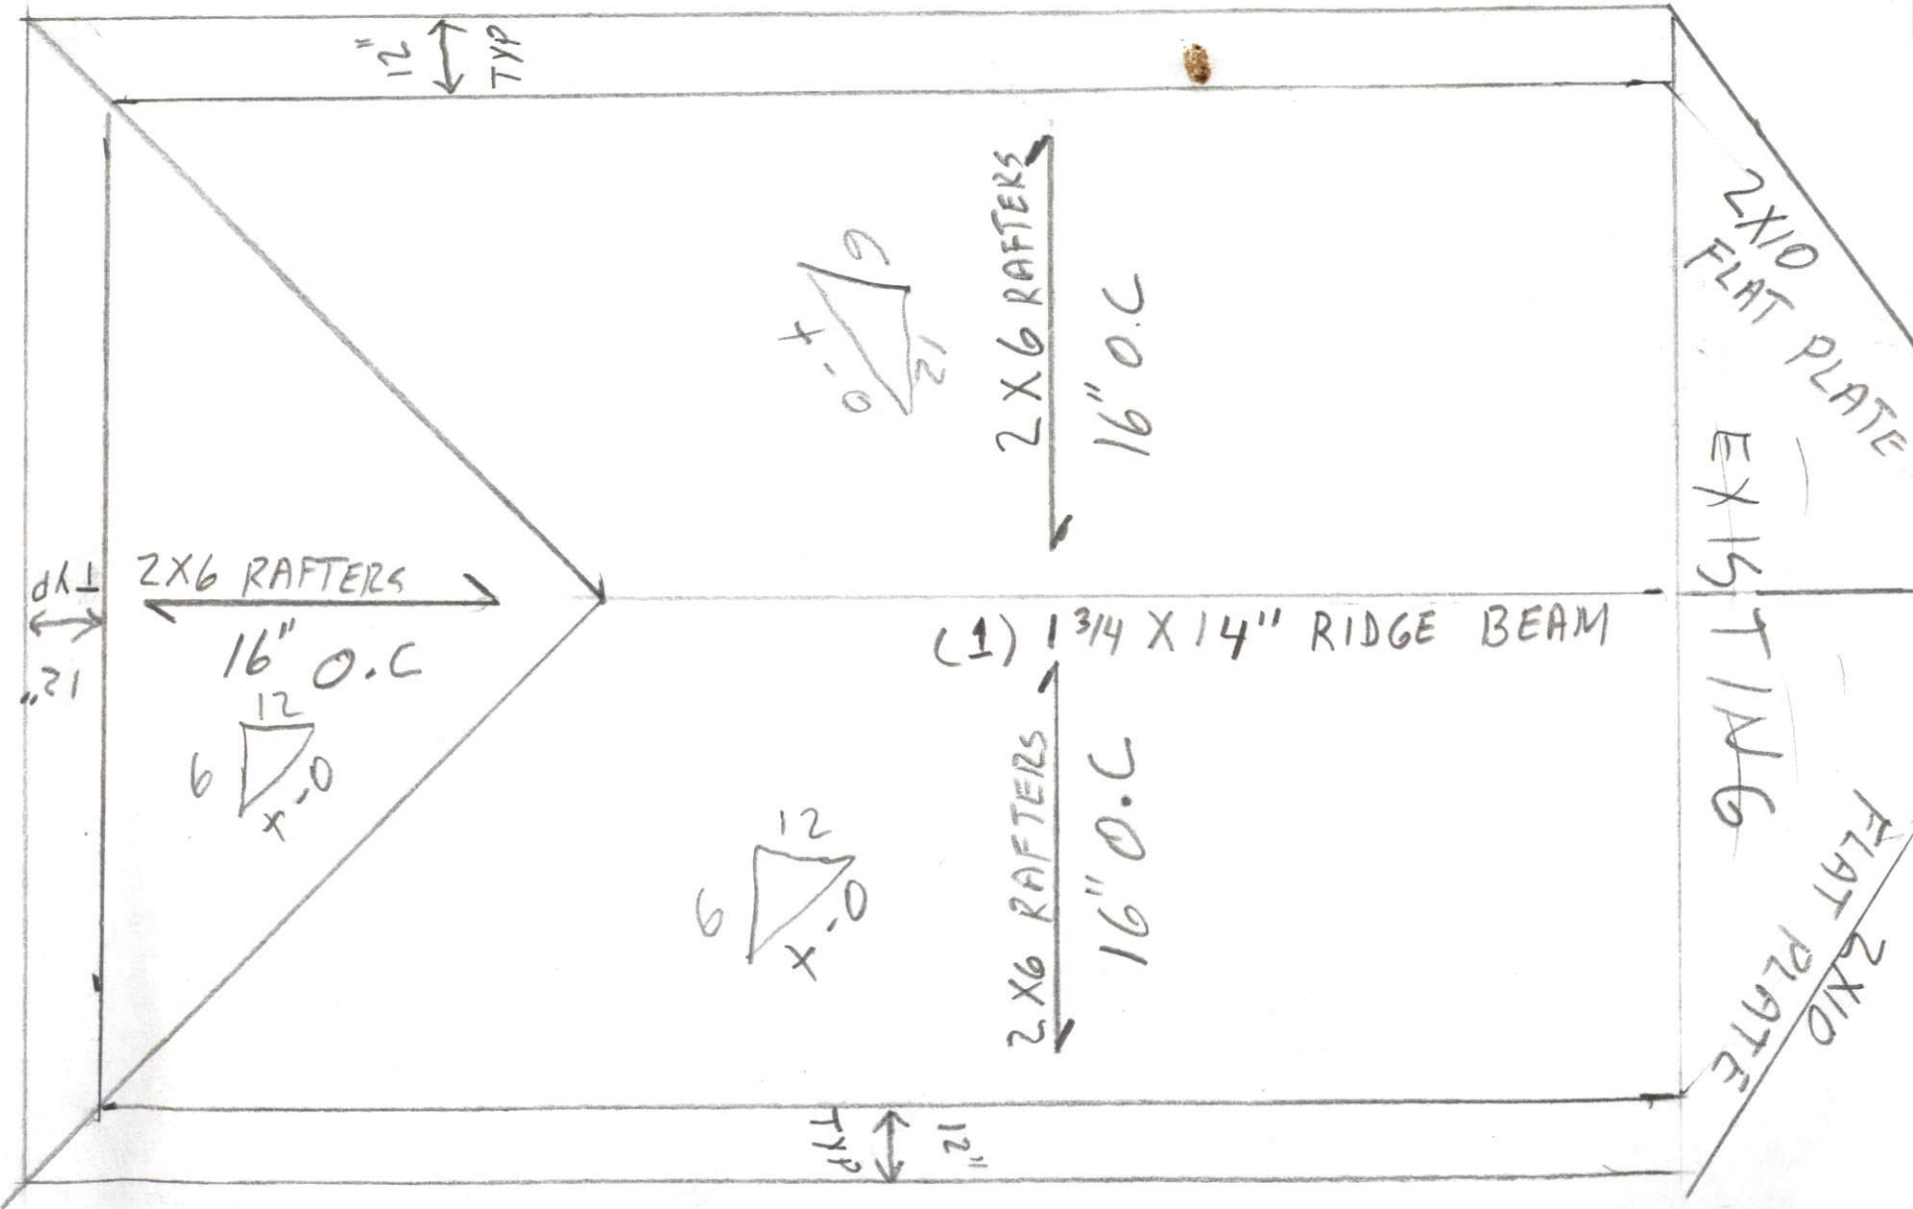 12"
TYP
2X6 RAFTERS
16" O.C
6
12
X-0
TYP
12"
2X6 RAFTERS
16" O.C
12
6
X-0
(1) 1 3/4 X 14" RIDGE BEAM
2X6 RAFTERS
16" O.C
12
6
X-0
TYP
12"
2X10
FLAT PLATE
EXISTING
2X10
FLAT PLATE